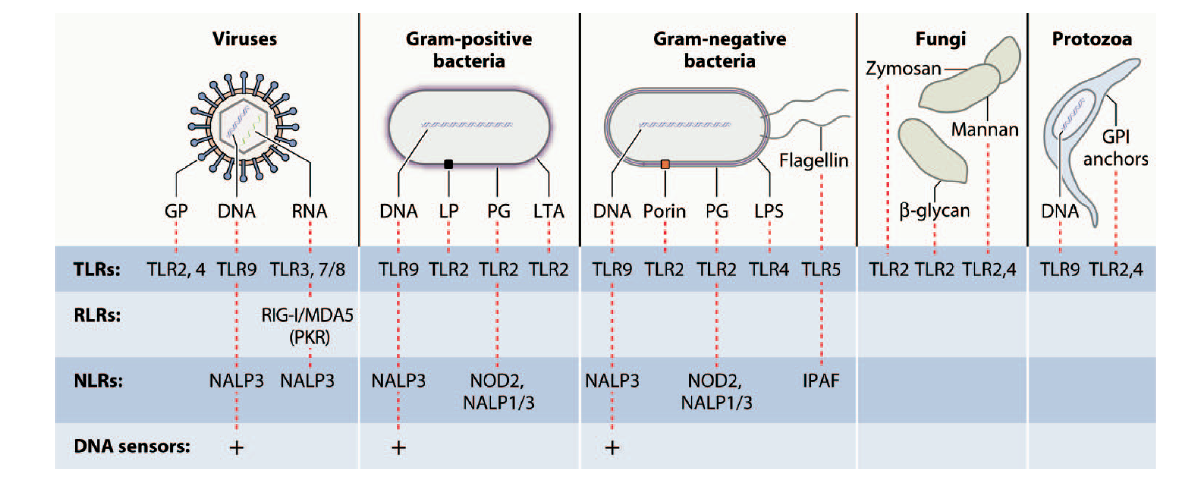 Viruses
Gram-positive
bacteria
Gram-negative
bacteria
Fungi
Protozoa
Zymosan
Mannan
Flagellin
GPI
anchors
β-glycan
GP DNA RNA
DNA LP PG LTA
DNA Porin PG LPS
DNA
TLRs: TLR2, 4 TLR9 TLR3, 7/8 TLR9 TLR2 TLR2 TLR2 TLR9 TLR2 TLR2 TLR4 TLR5 TLR2 TLR2 TLR2,4 TLR9 TLR2,4
RLRs: RIG-I/MDA5
(PKR)
NLRs: NALP3 NALP3 NALP3 NOD2, NALP3 NOD2, IPAF
NALP1/3 NALP1/3
DNA sensors: + + +